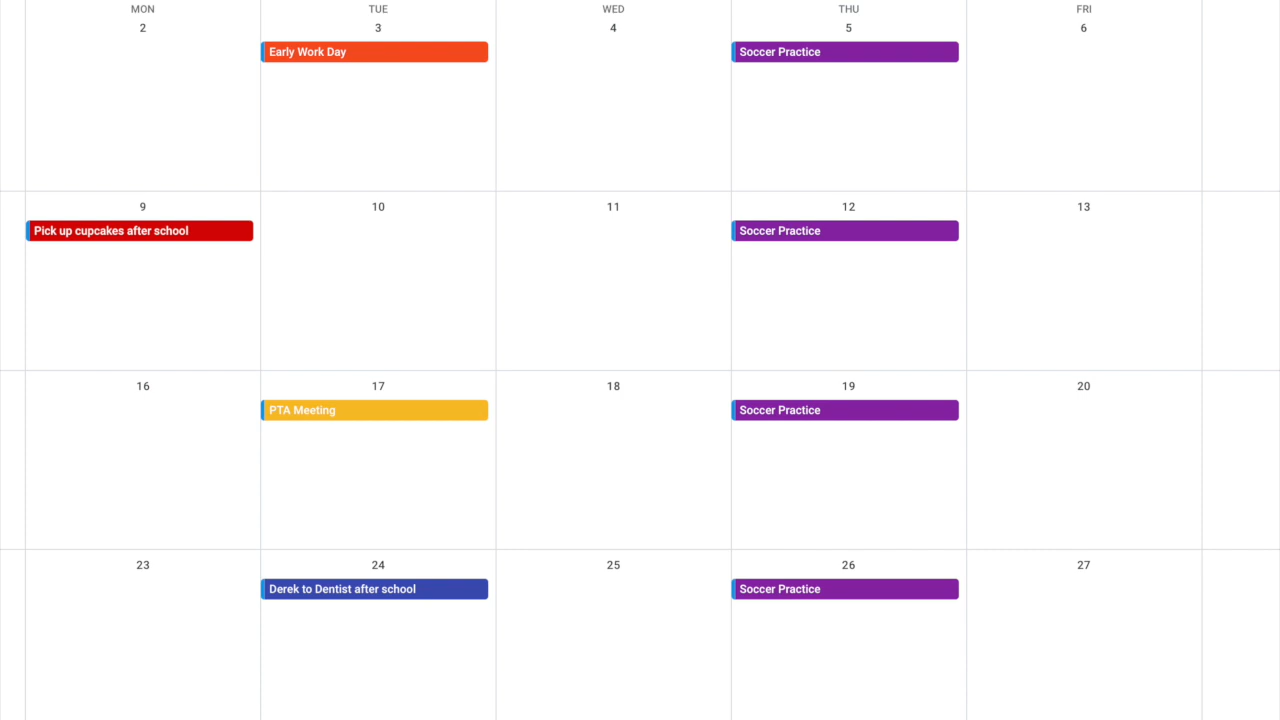 MON TUE WED THU FRI
2 3 4 5 6
Early Work Day Soccer Practice
9 10 11 12 13
Pick up cupcakes after school Soccer Practice
16 17 18 19 20
PTA Meeting Soccer Practice
23 24 25 26 27
Derek to Dentist after school Soccer Practice